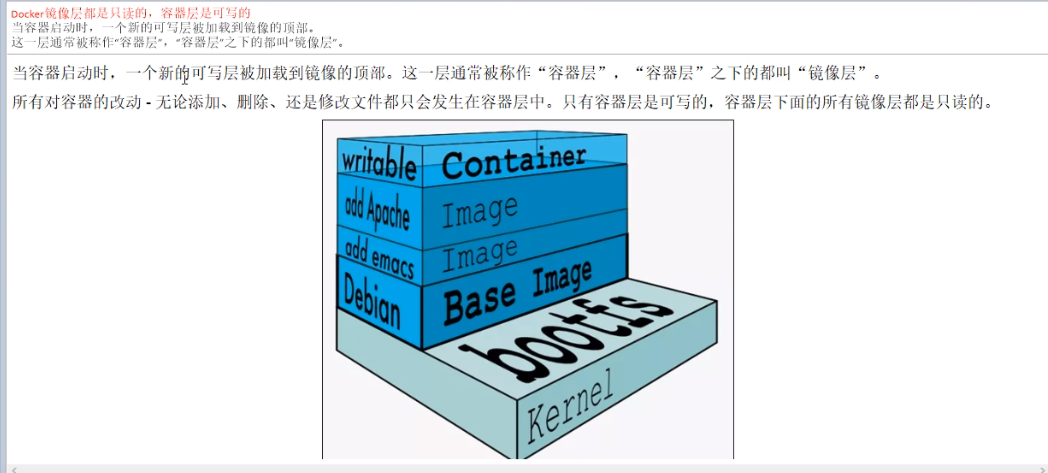 Docker镜像层都是只读的，容器层是可写的
当容器启动时，一个新的可写层被加载到镜像的顶部。
这一层通常被称作“容器层”，“容器层”之下的都叫“镜像层”。
当容器启动时，一个新的可写层被加载到镜像的顶部。这一层通常被称作“容器层”，“容器层”之下的都叫“镜像层”。
所有对容器的改动 - 无论添加、删除、还是修改文件都只会发生在容器层中。只有容器层是可写的，容器层下面的所有镜像层都是只读的。
writable Container
add Apache Image
add emacs Image
Debian Base Image
bootfs
Kernel